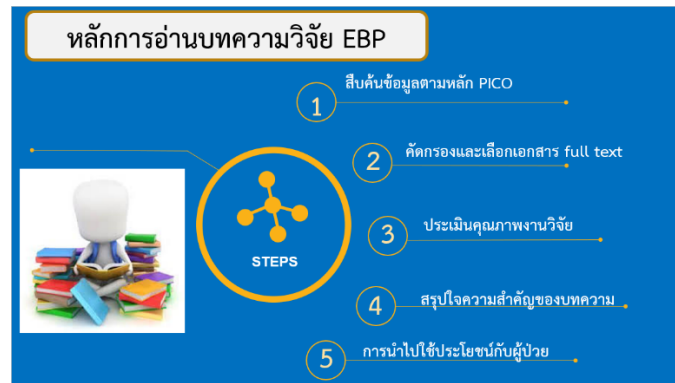 หลักการอ่านบทความวิจัย EBP
1
สืบค้นข้อมูลตามหลัก PICO
2
คัดกรองและเลือกเอกสาร full text
3
ประเมินคุณภาพงานวิจัย
STEPS
4
สรุปใจความสำคัญของบทความ
5
การนำไปใช้ประโยชน์กับผู้ป่วย